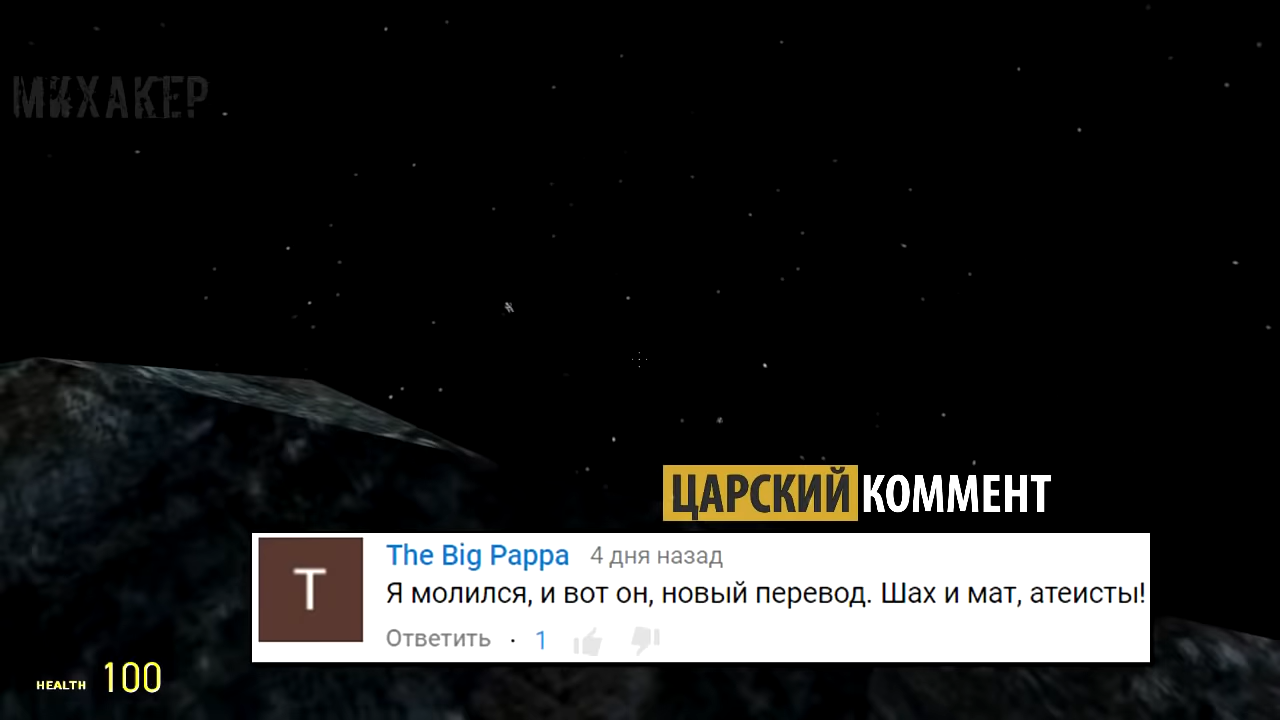 МИХАКЕР
ЦАРСКИЙ КОММЕНТ
T
The Big Pappa 4 дня назад
Я молился, и вот он, новый перевод. Шах и мат, атеисты!
Ответить · 1
HEALTH 100